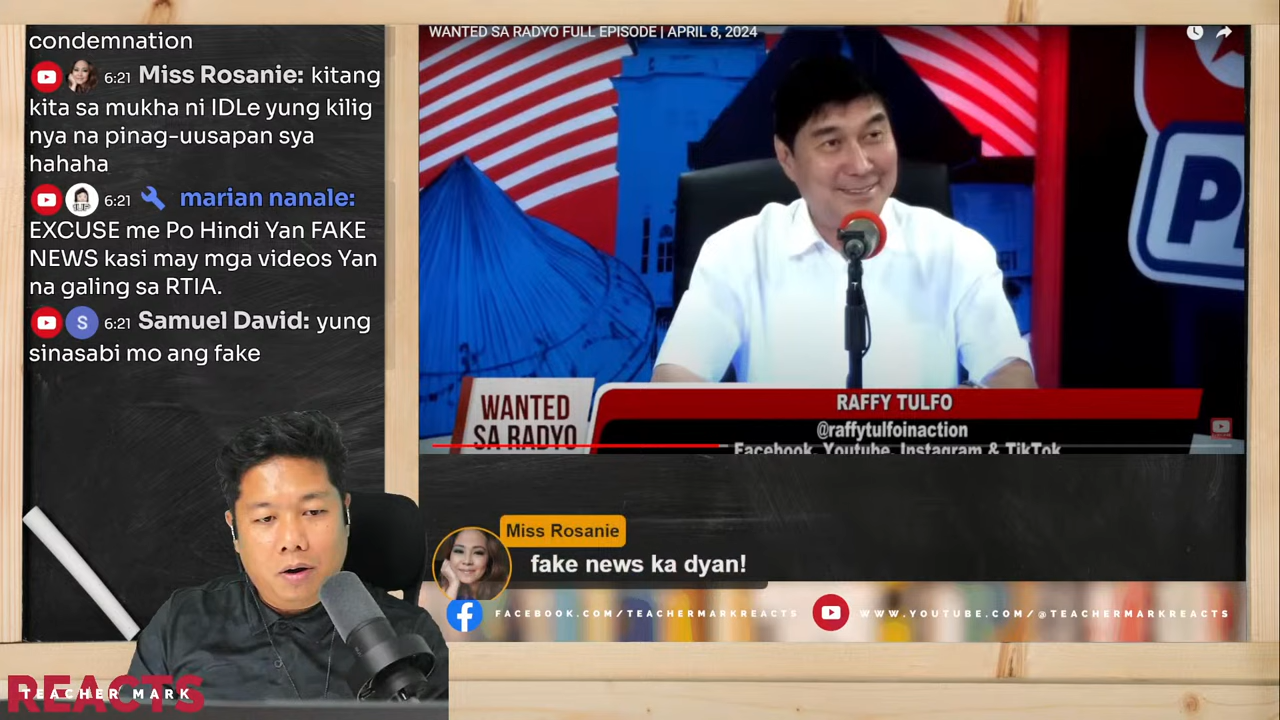 condemnation
6:21 Miss Rosanie: kitang
kita sa mukha ni IDLe yung kilig
nya na pinag-uusapan sya
hahaha
6:21 marian nanale:
EXCUSE me Po Hindi Yan FAKE
NEWS kasi may mga videos Yan
na galing sa RTIA.
S 6:21 Samuel David: yung
sinasabi mo ang fake
WANTED SA RADYO FULL EPISODE | APRIL 8, 2024
P
WANTED
SA RADYO
RAFFY TULFO
@raffytulfoinaction
Facebook, Youtube, Instagram & TikTok
Miss Rosanie
fake news ka dyan!
FACEBOOK.COM/TEACHERMARKREACTS
WWW.YOUTUBE.COM/@TEACHERMARKREACTS
TEACHER MARK
REACTS